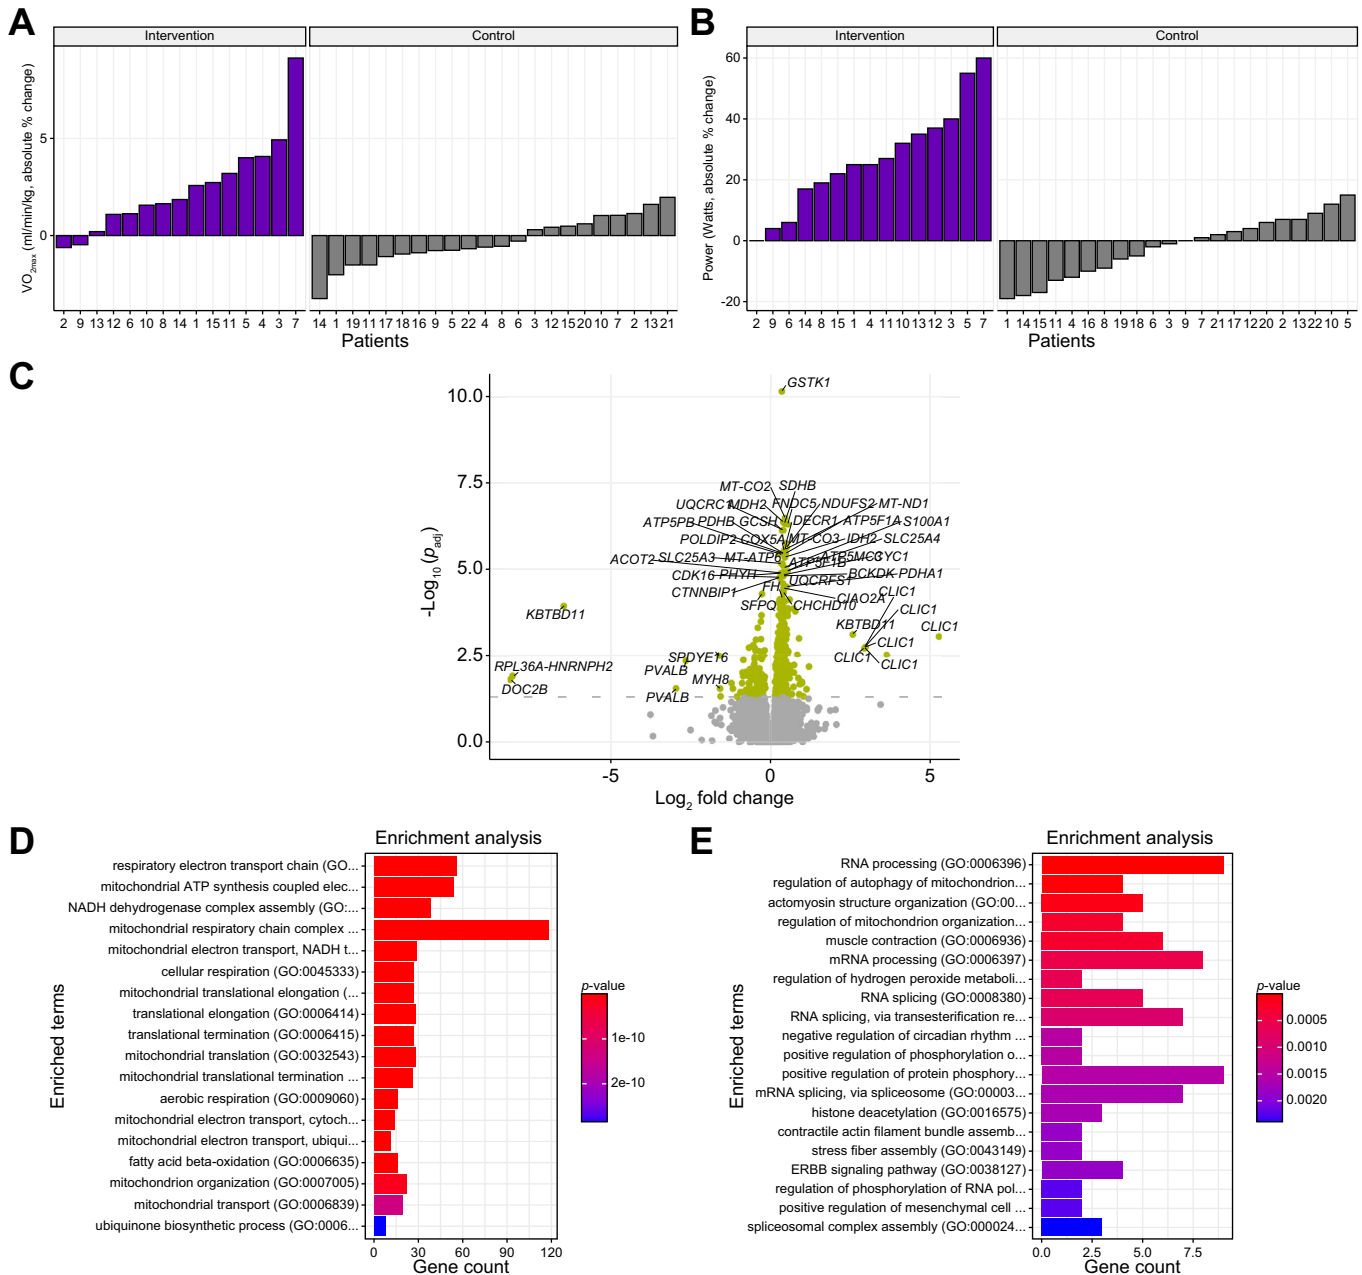 A
Intervention
Control
VO2max (ml/min/kg, absolute % change)
5
0
2 9 13 12 6 10 8 14 1 15 11 5 4 3 7
14 1 19 11 17 18 16 9 5 22 4 8 6 3 12 15 20 10 7 2 13 21
Patients
B
Intervention
Control
Power (Watts, absolute % change)
60
40
20
0
-20
2 9 6 14 8 15 1 4 11 10 13 12 3 5 7
1 14 15 11 4 16 8 19 18 6 3 9 7 21 17 12 20 2 13 22 10 5
Patients
C
-Log10 (padj)
10.0
7.5
5.0
2.5
0.0
GSTK1
MT-CO2 SDHB
UQCRC1 MDH2 FNDC5 NDUFS2 MT-ND1
ATP5PB PDHB GCSH DECR1 ATP5F1A S100A1
POLDIP2 COX5A MT-CO3 IDH2 SLC25A4
ACOT2 SLC25A3 MT-ATP6 ATP5F1B ATP5MC3 CYC1
CDK16 PHYH UQCRFS1 BCKDK PDHA1
CTNNBIP1 FH CIAO2A CLIC1
SFPQ CHCHD10 CLIC1
KBTBD11
KBTBD11 CLIC1
CLIC1
SPDYE16 CLIC1 CLIC1
RPL36A-HNRNPH2 PVALB
DOC2B MYH8
PVALB
-5 0 5
Log2 fold change
D
Enrichment analysis
Enriched terms
respiratory electron transport chain (GO...
mitochondrial ATP synthesis coupled elec...
NADH dehydrogenase complex assembly (GO:...
mitochondrial respiratory chain complex ...
mitochondrial electron transport, NADH t...
cellular respiration (GO:0045333)
mitochondrial translational elongation (...
translational elongation (GO:0006414)
translational termination (GO:0006415)
mitochondrial translation (GO:0032543)
mitochondrial translational termination ...
aerobic respiration (GO:0009060)
mitochondrial electron transport, cytoch...
mitochondrial electron transport, ubiqui...
fatty acid beta-oxidation (GO:0006635)
mitochondrion organization (GO:0007005)
mitochondrial transport (GO:0006839)
ubiquinone biosynthetic process (GO:0006...
0 30 60 90 120
Gene count
p-value
1e-10
2e-10
E
Enrichment analysis
Enriched terms
RNA processing (GO:0006396)
regulation of autophagy of mitochondrion...
actomyosin structure organization (GO:00...
regulation of mitochondrion organization...
muscle contraction (GO:0006936)
mRNA processing (GO:0006397)
regulation of hydrogen peroxide metaboli...
RNA splicing (GO:0008380)
RNA splicing, via transesterification re...
negative regulation of circadian rhythm ...
positive regulation of phosphorylation o...
positive regulation of protein phosphory...
mRNA splicing, via spliceosome (GO:00003...
histone deacetylation (GO:0016575)
contractile actin filament bundle assemb...
stress fiber assembly (GO:0043149)
ERBB signaling pathway (GO:0038127)
regulation of phosphorylation of RNA pol...
positive regulation of mesenchymal cell ...
spliceosomal complex assembly (GO:000024...
0.0 2.5 5.0 7.5
Gene count
p-value
0.0005
0.0010
0.0015
0.0020